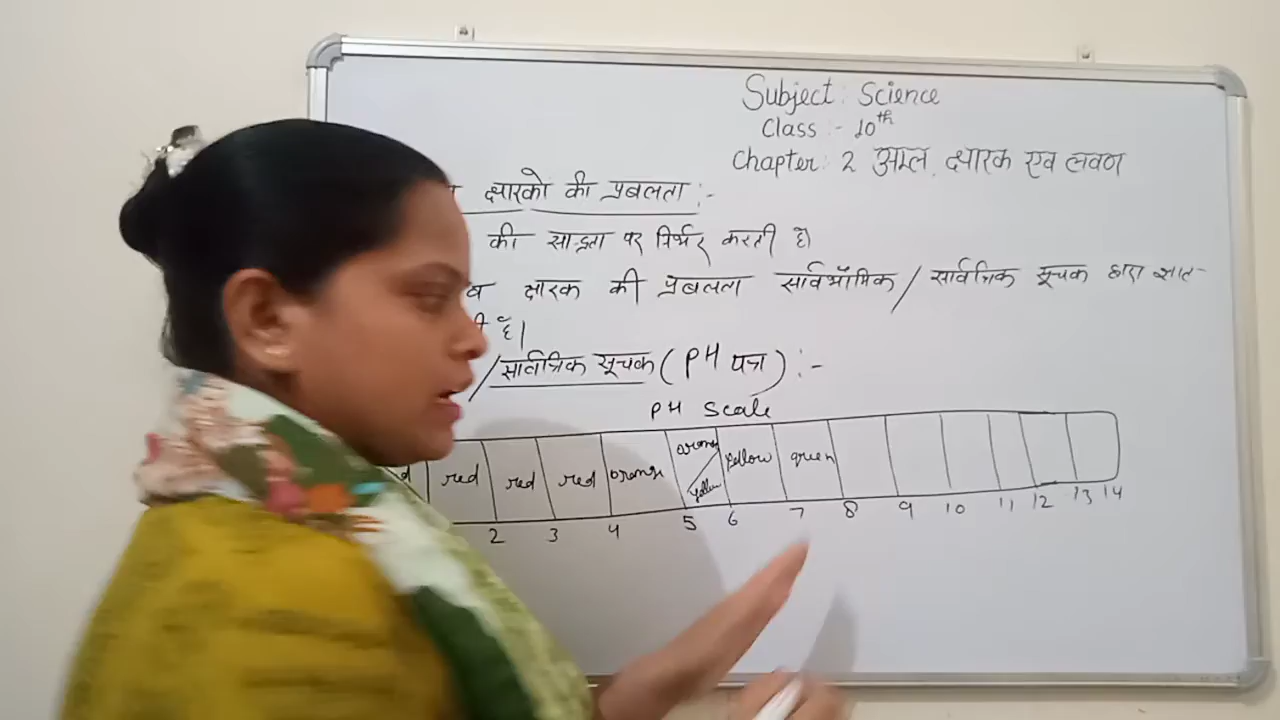 Subject: Science
Class :- 10th
Chapter: 2 अम्ल, क्षारक एव लवण
क्षारको की प्रबलता :-
की सान्द्रता पर निर्भर करती है।
क्षारक की प्रबलता सार्वभौमिक / सार्वत्रिक सूचक द्वारा ज्ञात-
है।
/सार्वत्रिक सूचक ( PH पत्र ) :-
PH Scale
red red red orange orange yellow yellow green
2 3 4 5 6 7 8 9 10 11 12 13 14